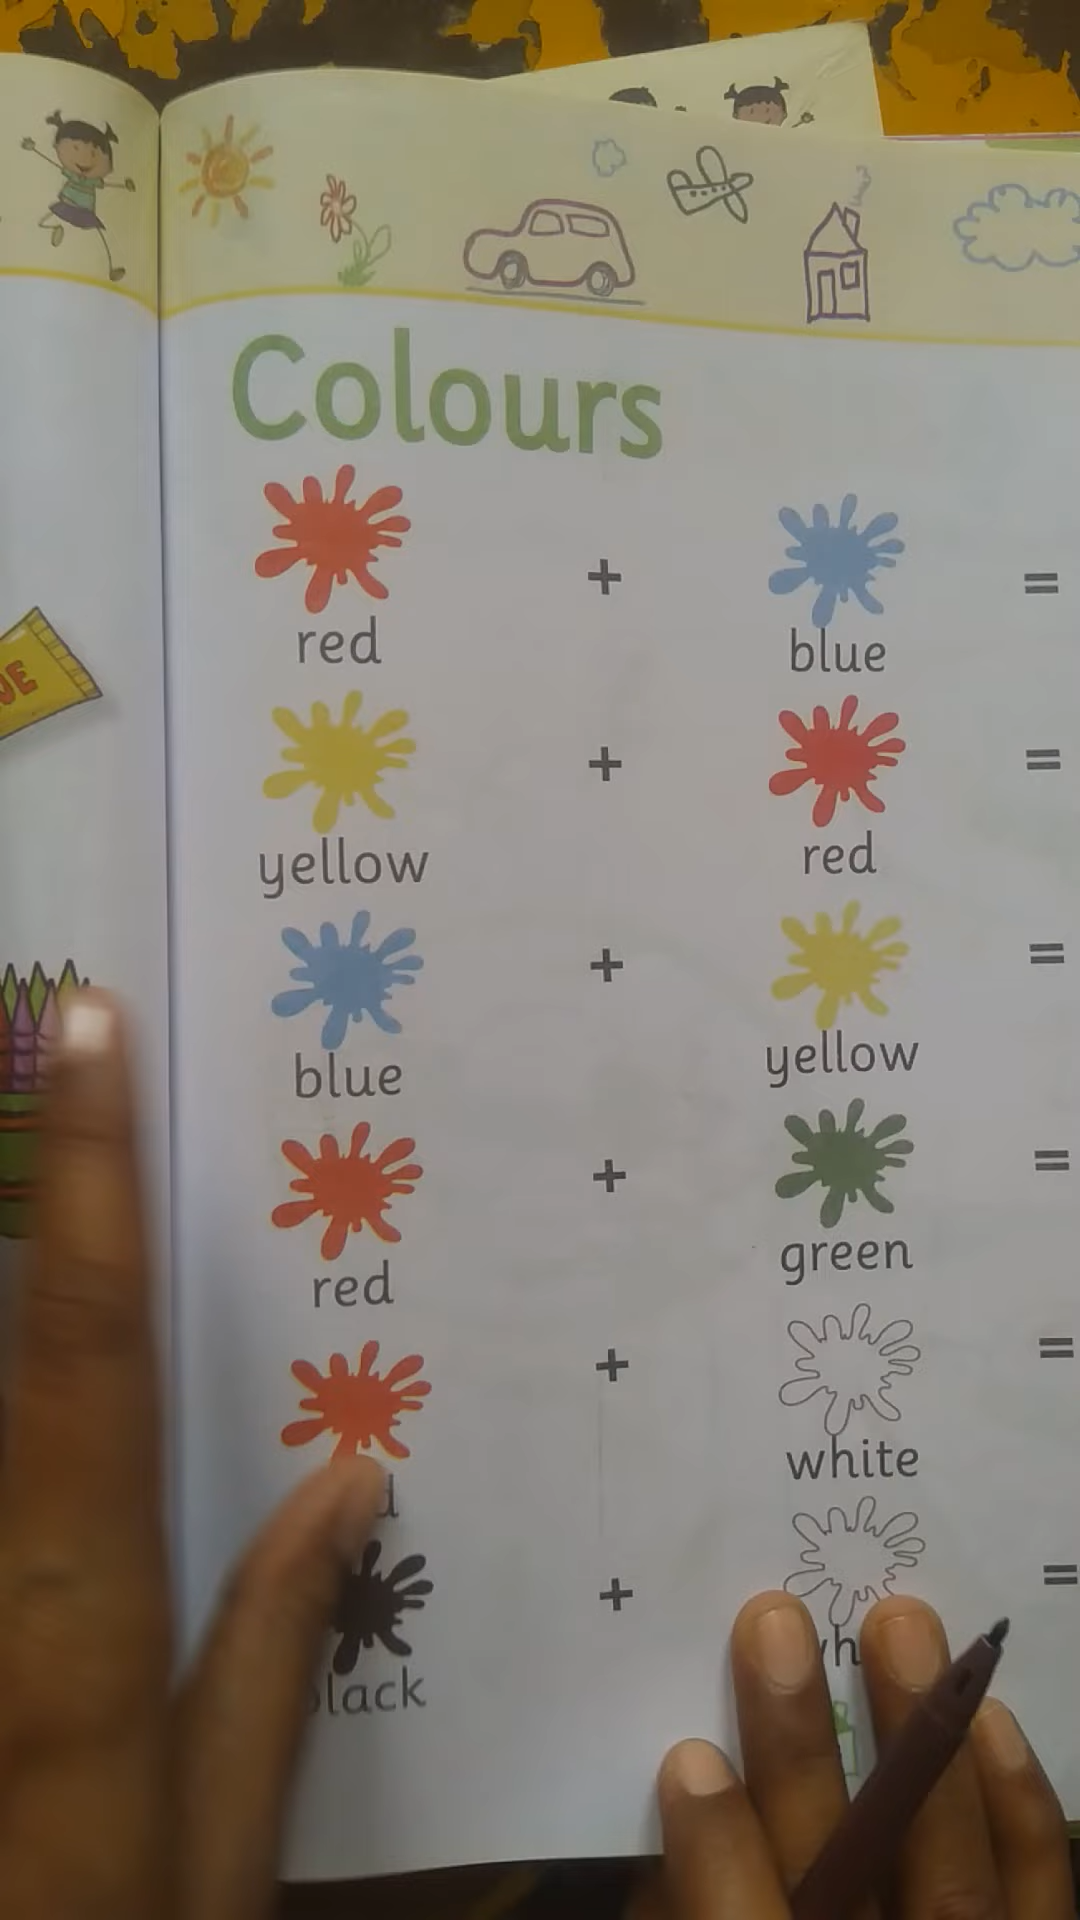 Colours
red + blue =
yellow + red =
blue + yellow =
red + green =
+ white =
+ =